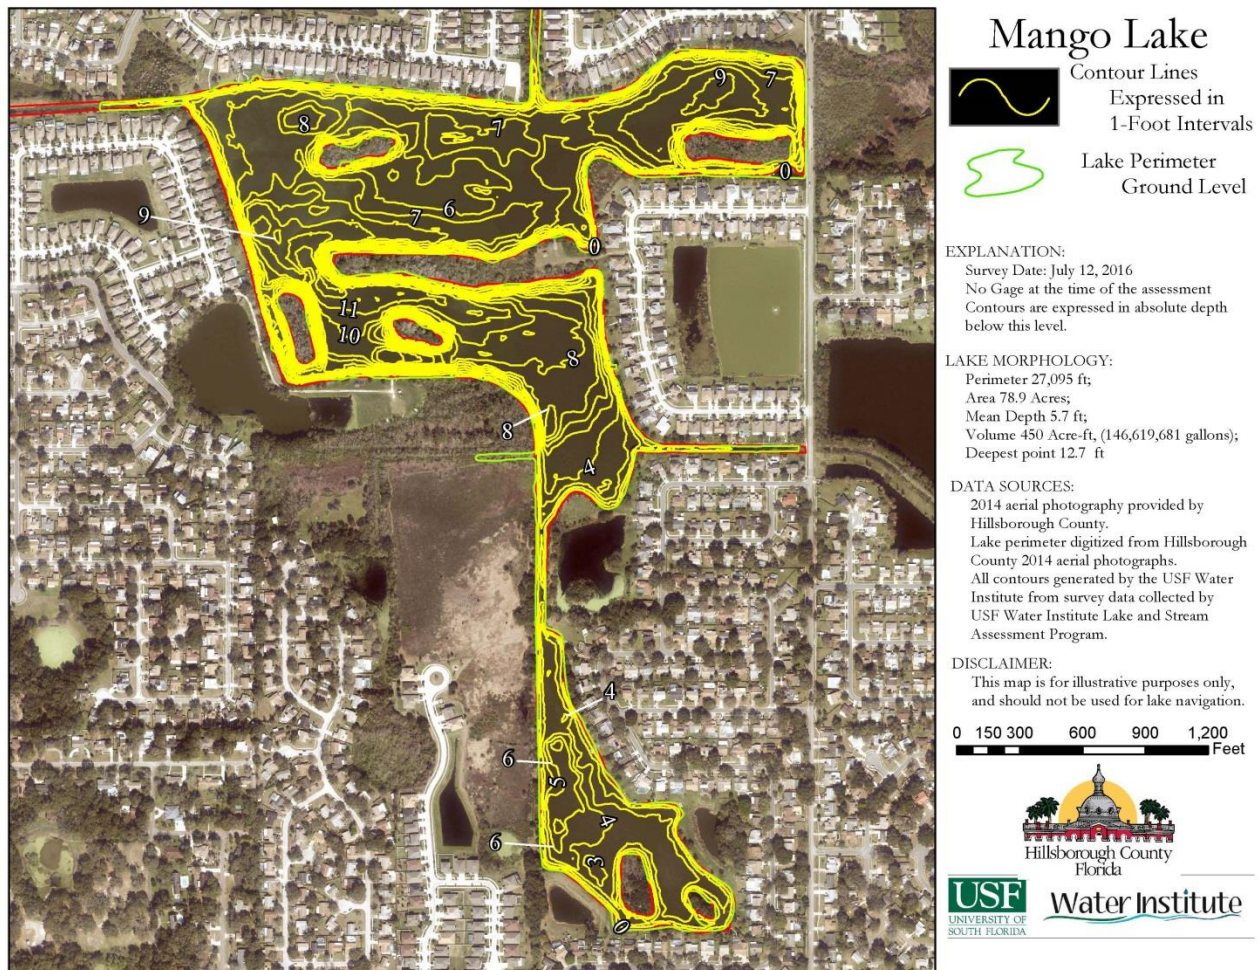 Mango Lake
Contour Lines
Expressed in
1-Foot Intervals
Lake Perimeter
Ground Level
EXPLANATION:
Survey Date: July 12, 2016
No Gage at the time of the assessment
Contours are expressed in absolute depth
below this level.
LAKE MORPHOLOGY:
Perimeter 27,095 ft;
Area 78.9 Acres;
Mean Depth 5.7 ft;
Volume 450 Acre-ft, (146,619,681 gallons);
Deepest point 12.7 ft
DATA SOURCES:
2014 aerial photography provided by
Hillsborough County.
Lake perimeter digitized from Hillsborough
County 2014 aerial photographs.
All contours generated by the USF Water
Institute from survey data collected by
USF Water Institute Lake and Stream
Assessment Program.
DISCLAIMER:
This map is for illustrative purposes only,
and should not be used for lake navigation.
0 150 300 600 900 1,200
Feet
Hillsborough County
Florida
USF
UNIVERSITY OF
SOUTH FLORIDA
Water Institute
9 7
8 7
0
9 7 6
0
11
10
8
8
4
4
6 5
4
6 3
0